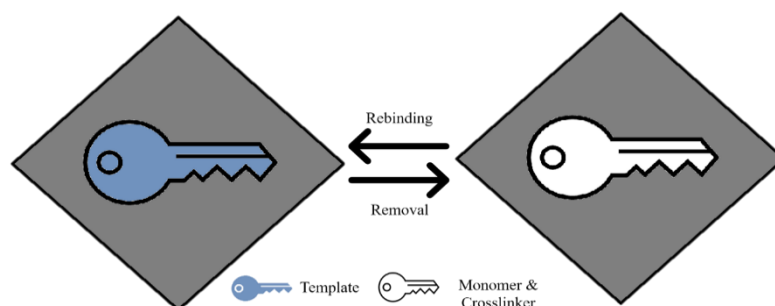 Rebinding
Removal
Template
Monomer &
Crosslinker